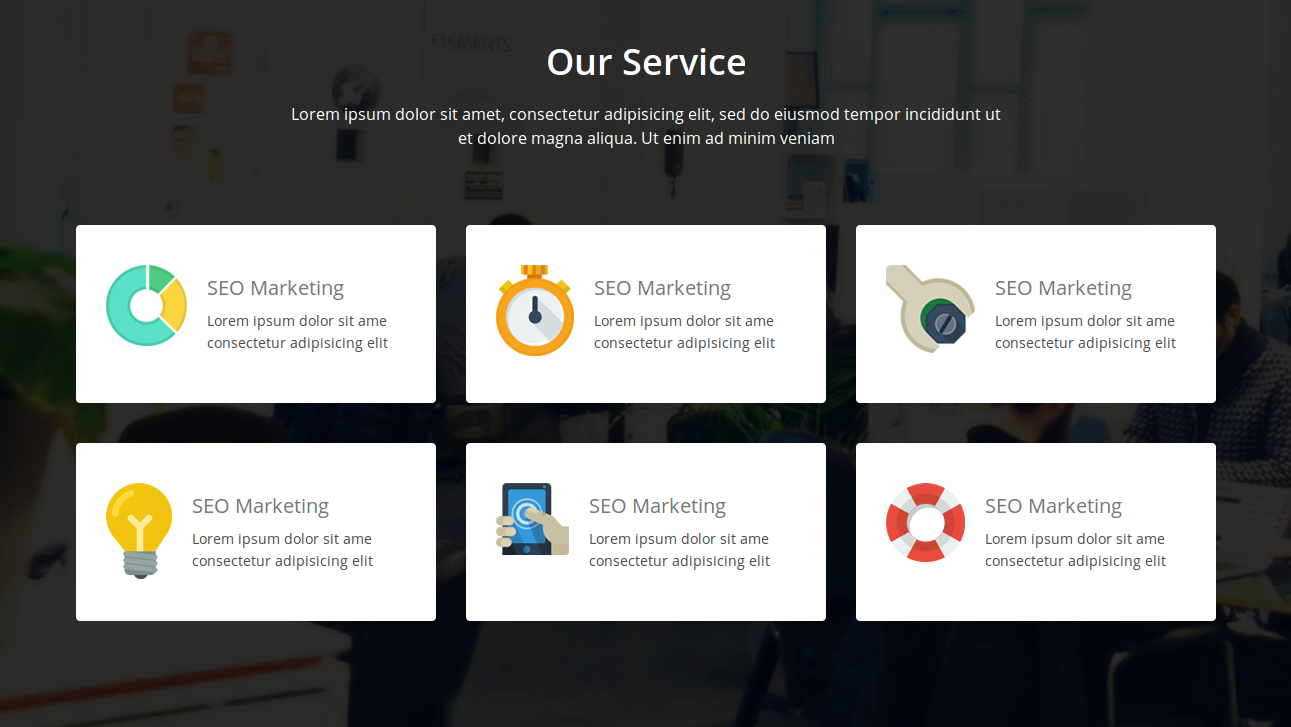 ELEMENTS
Our Service
Lorem ipsum dolor sit amet, consectetur adipisicing elit, sed do eiusmod tempor incididunt ut
et dolore magna aliqua. Ut enim ad minim veniam
SEO Marketing
Lorem ipsum dolor sit ame
consectetur adipisicing elit
SEO Marketing
Lorem ipsum dolor sit ame
consectetur adipisicing elit
SEO Marketing
Lorem ipsum dolor sit ame
consectetur adipisicing elit
SEO Marketing
Lorem ipsum dolor sit ame
consectetur adipisicing elit
SEO Marketing
Lorem ipsum dolor sit ame
consectetur adipisicing elit
SEO Marketing
Lorem ipsum dolor sit ame
consectetur adipisicing elit